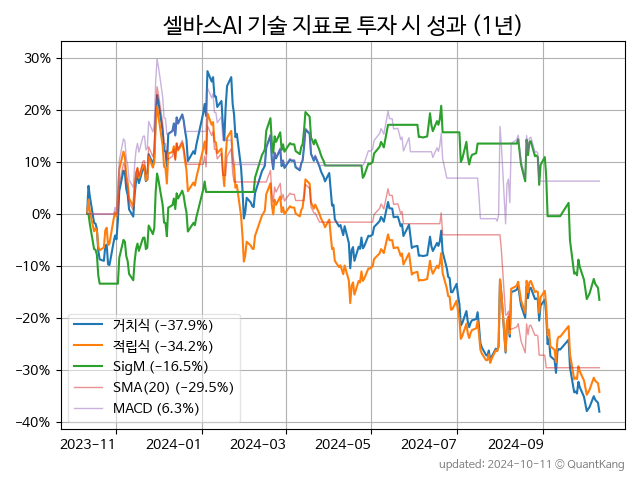 셀바스AI 기술 지표로 투자 시 성과 (1년)
30%
20%
10%
0%
−10%
−20%
−30%
−40%
거치식 (−37.9%)
적립식 (−34.2%)
SigM (−16.5%)
SMA(20) (−29.5%)
MACD (6.3%)
2023-11 2024-01 2024-03 2024-05 2024-07 2024-09
updated: 2024-10-11 © QuantKang